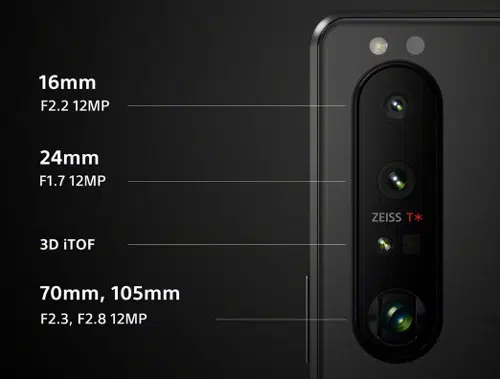 16mm
F2.2 12MP
24mm
F1.7 12MP
ZEISS T*
3D iTOF
70mm, 105mm
F2.3, F2.8 12MP